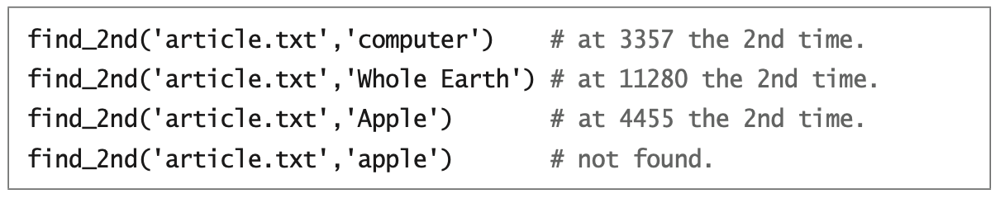 find_2nd('article.txt','computer')    # at 3357 the 2nd time.
find_2nd('article.txt','Whole Earth') # at 11280 the 2nd time.
find_2nd('article.txt','Apple')       # at 4455 the 2nd time.
find_2nd('article.txt','apple')       # not found.